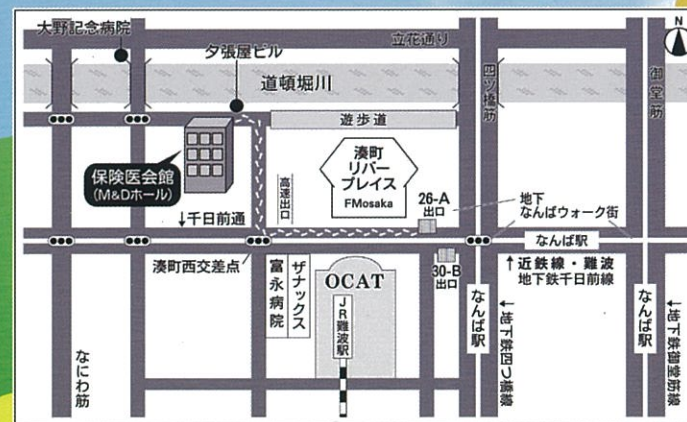 大野記念病院
夕張屋ビル
立花通り
N
道頓堀川
四ツ橋筋
御堂筋
遊歩道
保険医会館
(M&Dホール)
高速出口
湊町
リバー
プレイス
FMosaka
26-A
出口
地下
なんばウォーク街
↓千日前通
なんば駅
湊町西交差点
富永病院
ザナックス
OCAT
JR難波駅
30-B
出口
↑近鉄線・難波
地下鉄千日前線
なんば駅
↓地下鉄四つ橋線
なんば駅
↓地下鉄御堂筋線
なにわ筋